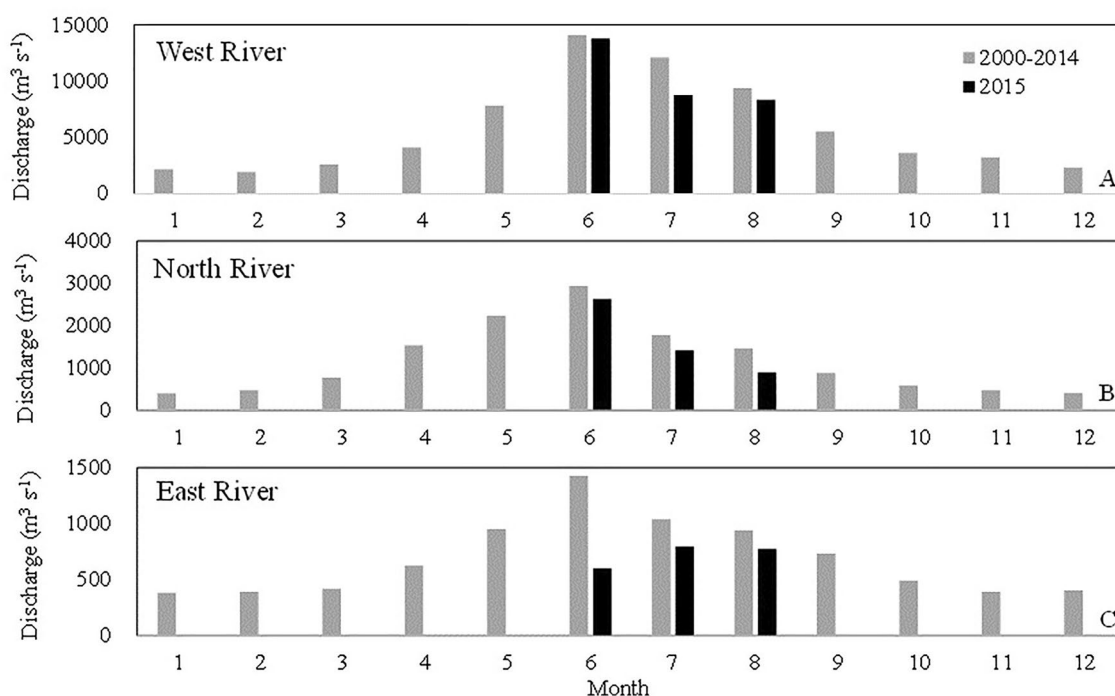 West River
2000-2014
2015
Discharge (m³ s⁻¹)
15000
10000
5000
0
1 2 3 4 5 6 7 8 9 10 11 12
A
North River
Discharge (m³ s⁻¹)
4000
3000
2000
1000
0
1 2 3 4 5 6 7 8 9 10 11 12
B
East River
Discharge (m³ s⁻¹)
1500
1000
500
0
1 2 3 4 5 6 7 8 9 10 11 12
C
Month